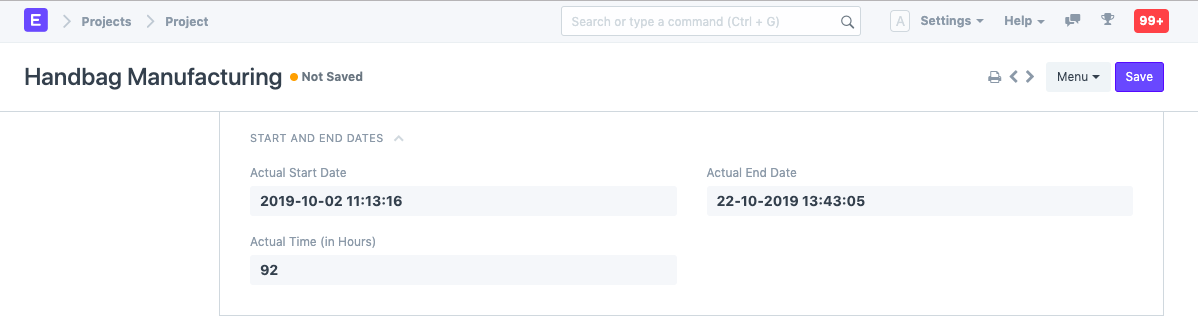 E Projects Project Search or type a command (Ctrl + G) A Settings Help 99+
Handbag Manufacturing Not Saved Menu Save
START AND END DATES
Actual Start Date Actual End Date
2019-10-02 11:13:16 22-10-2019 13:43:05
Actual Time (in Hours)
92